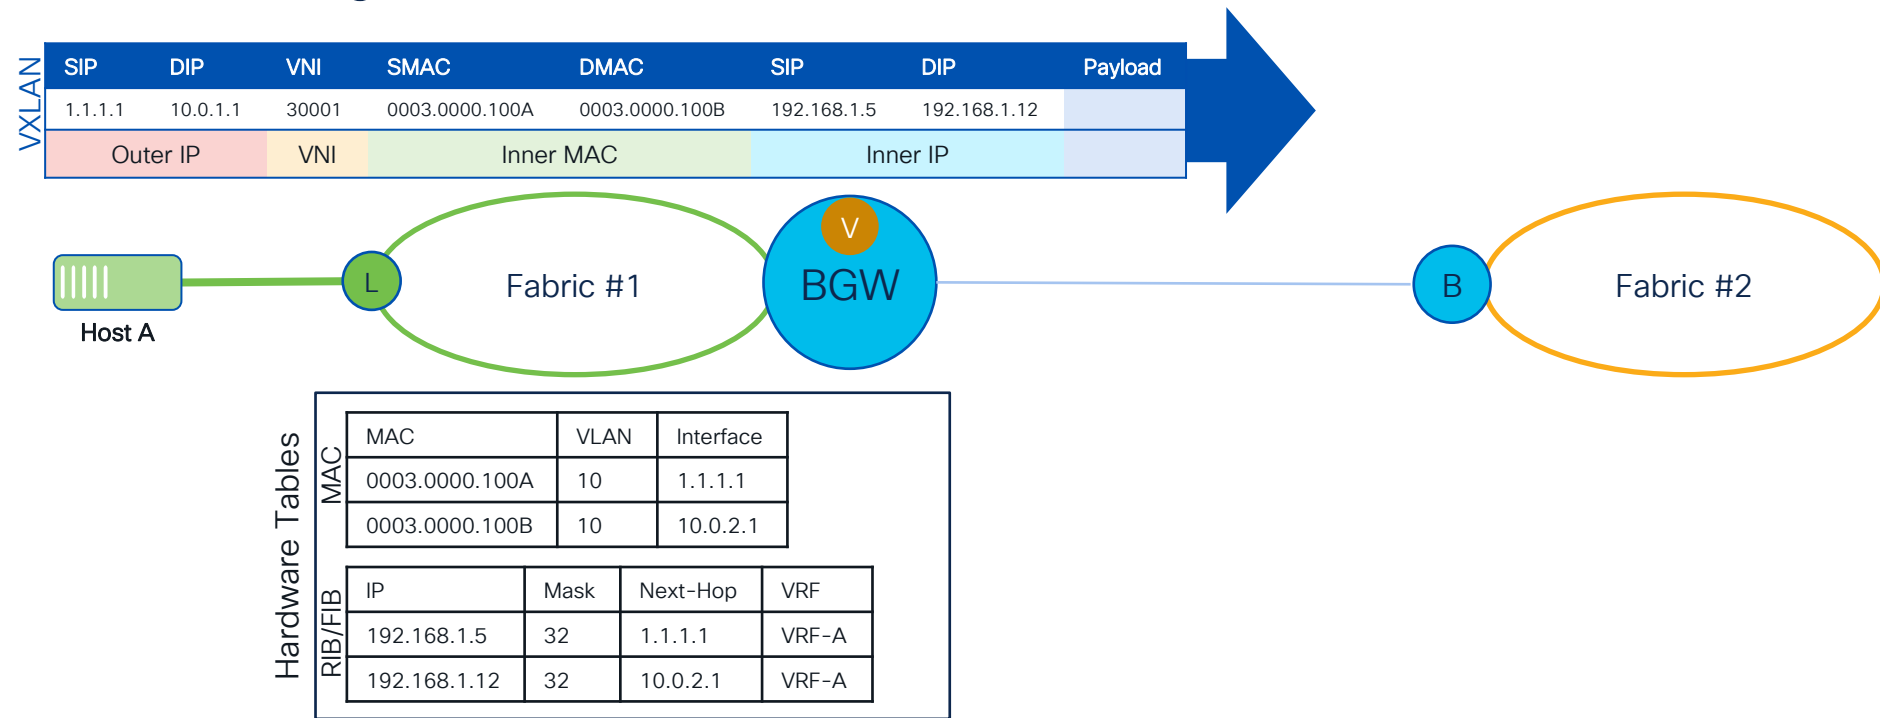 VXLAN
SIP DIP VNI SMAC DMAC SIP DIP Payload
1.1.1.1 10.0.1.1 30001 0003.0000.100A 0003.0000.100B 192.168.1.5 192.168.1.12
Outer IP VNI Inner MAC Inner IP
Host A
L
Fabric #1
V
BGW
B
Fabric #2
Hardware Tables
MAC
MAC VLAN Interface
0003.0000.100A 10 1.1.1.1
0003.0000.100B 10 10.0.2.1
RIB/FIB
IP Mask Next-Hop VRF
192.168.1.5 32 1.1.1.1 VRF-A
192.168.1.12 32 10.0.2.1 VRF-A